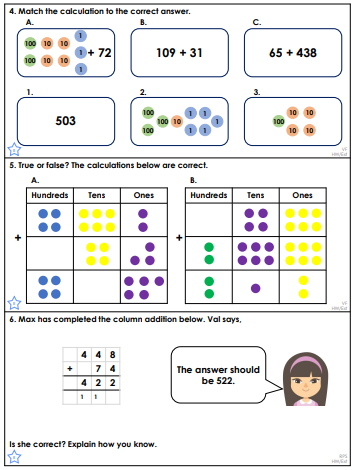 4. Match the calculation to the correct answer.
A. B. C.
100 10 10 1
1 + 72
100 10 10 1
109 + 31
65 + 438
1. 2. 3.
503
100 1 1
100 10 1 1
100 1 1
10 10
100
10 10
5. True or false? The calculations below are correct.
A. B.
Hundreds Tens Ones
+
Hundreds Tens Ones
+
6. Max has completed the column addition below. Val says,
4 4 8
+ 7 4
4 2 2
1 1
The answer should
be 522.
Is she correct? Explain how you know.